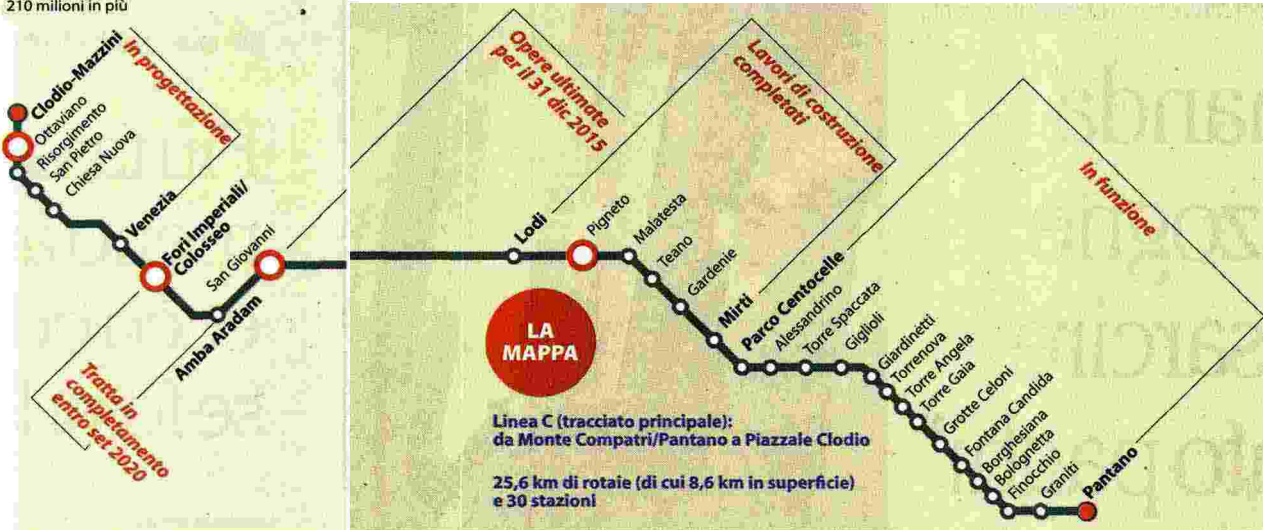 210 milioni in più
Clodio-Mazzini
Ottaviano
Risorgimento
San Pietro
Chiesa Nuova
In progettazione
Venezia
Fori Imperiali/
Colosseo
San Giovanni
Amba Aradam
Tratta in
completamento
entro set 2020
Opere ultimate
per il 31 dic 2015
Lodi
Pigneto
Malatesta
Teano
Gardenie
Mirti
Lavori di costruzione
completati
Parco Centocelle
Alessandrino
Torre Spaccata
Giglioli
Giardinetti
Torrenova
Torre Angela
Torre Gaia
Grotte Celoni
Fontana Candida
Borghesiana
Bolognetta
Finocchio
Graniti
Pantano
In funzione
LA
MAPPA
Linea C (tracciato principale):
da Monte Compatri/Pantano a Piazzale Clodio
25,6 km di rotaie (di cui 8,6 km in superficie)
e 30 stazioni